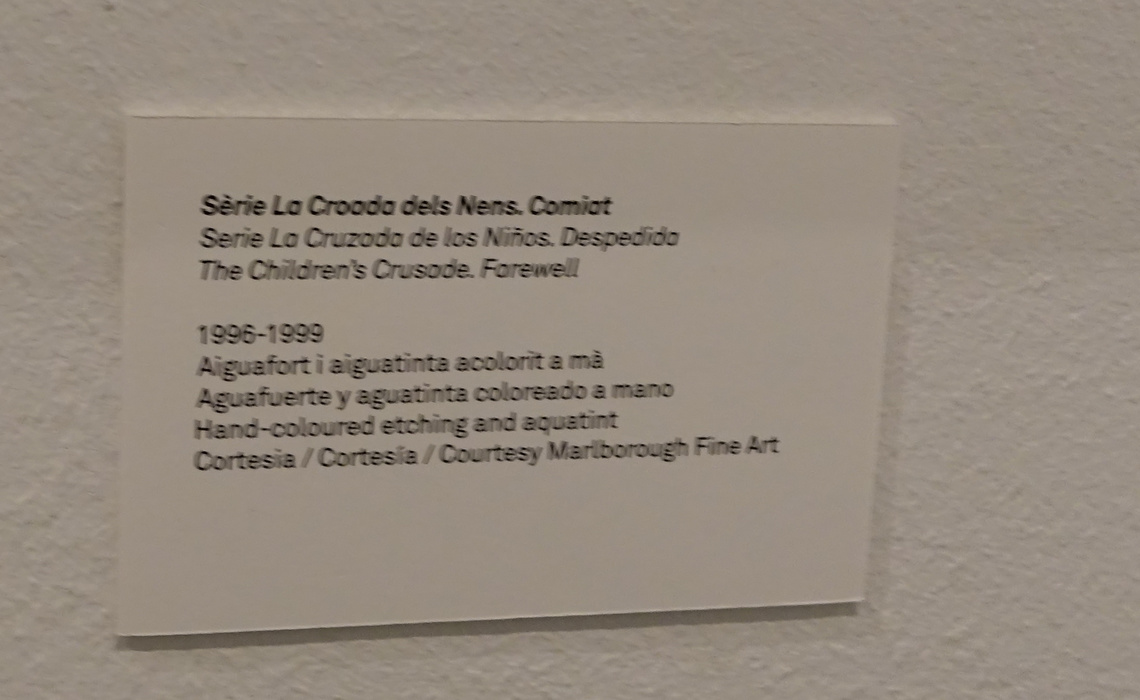 Sèrie La Croada dels Nens. Comiat
Serie La Cruzada de los Niños. Despedida
The Children's Crusade. Farewell
1996-1999
Aiguafort i aiguatinta acolorit a mà
Aguafuerte y aguatinta coloreado a mano
Hand-coloured etching and aquatint
Cortesia / Cortesía / Courtesy Marlborough Fine Art